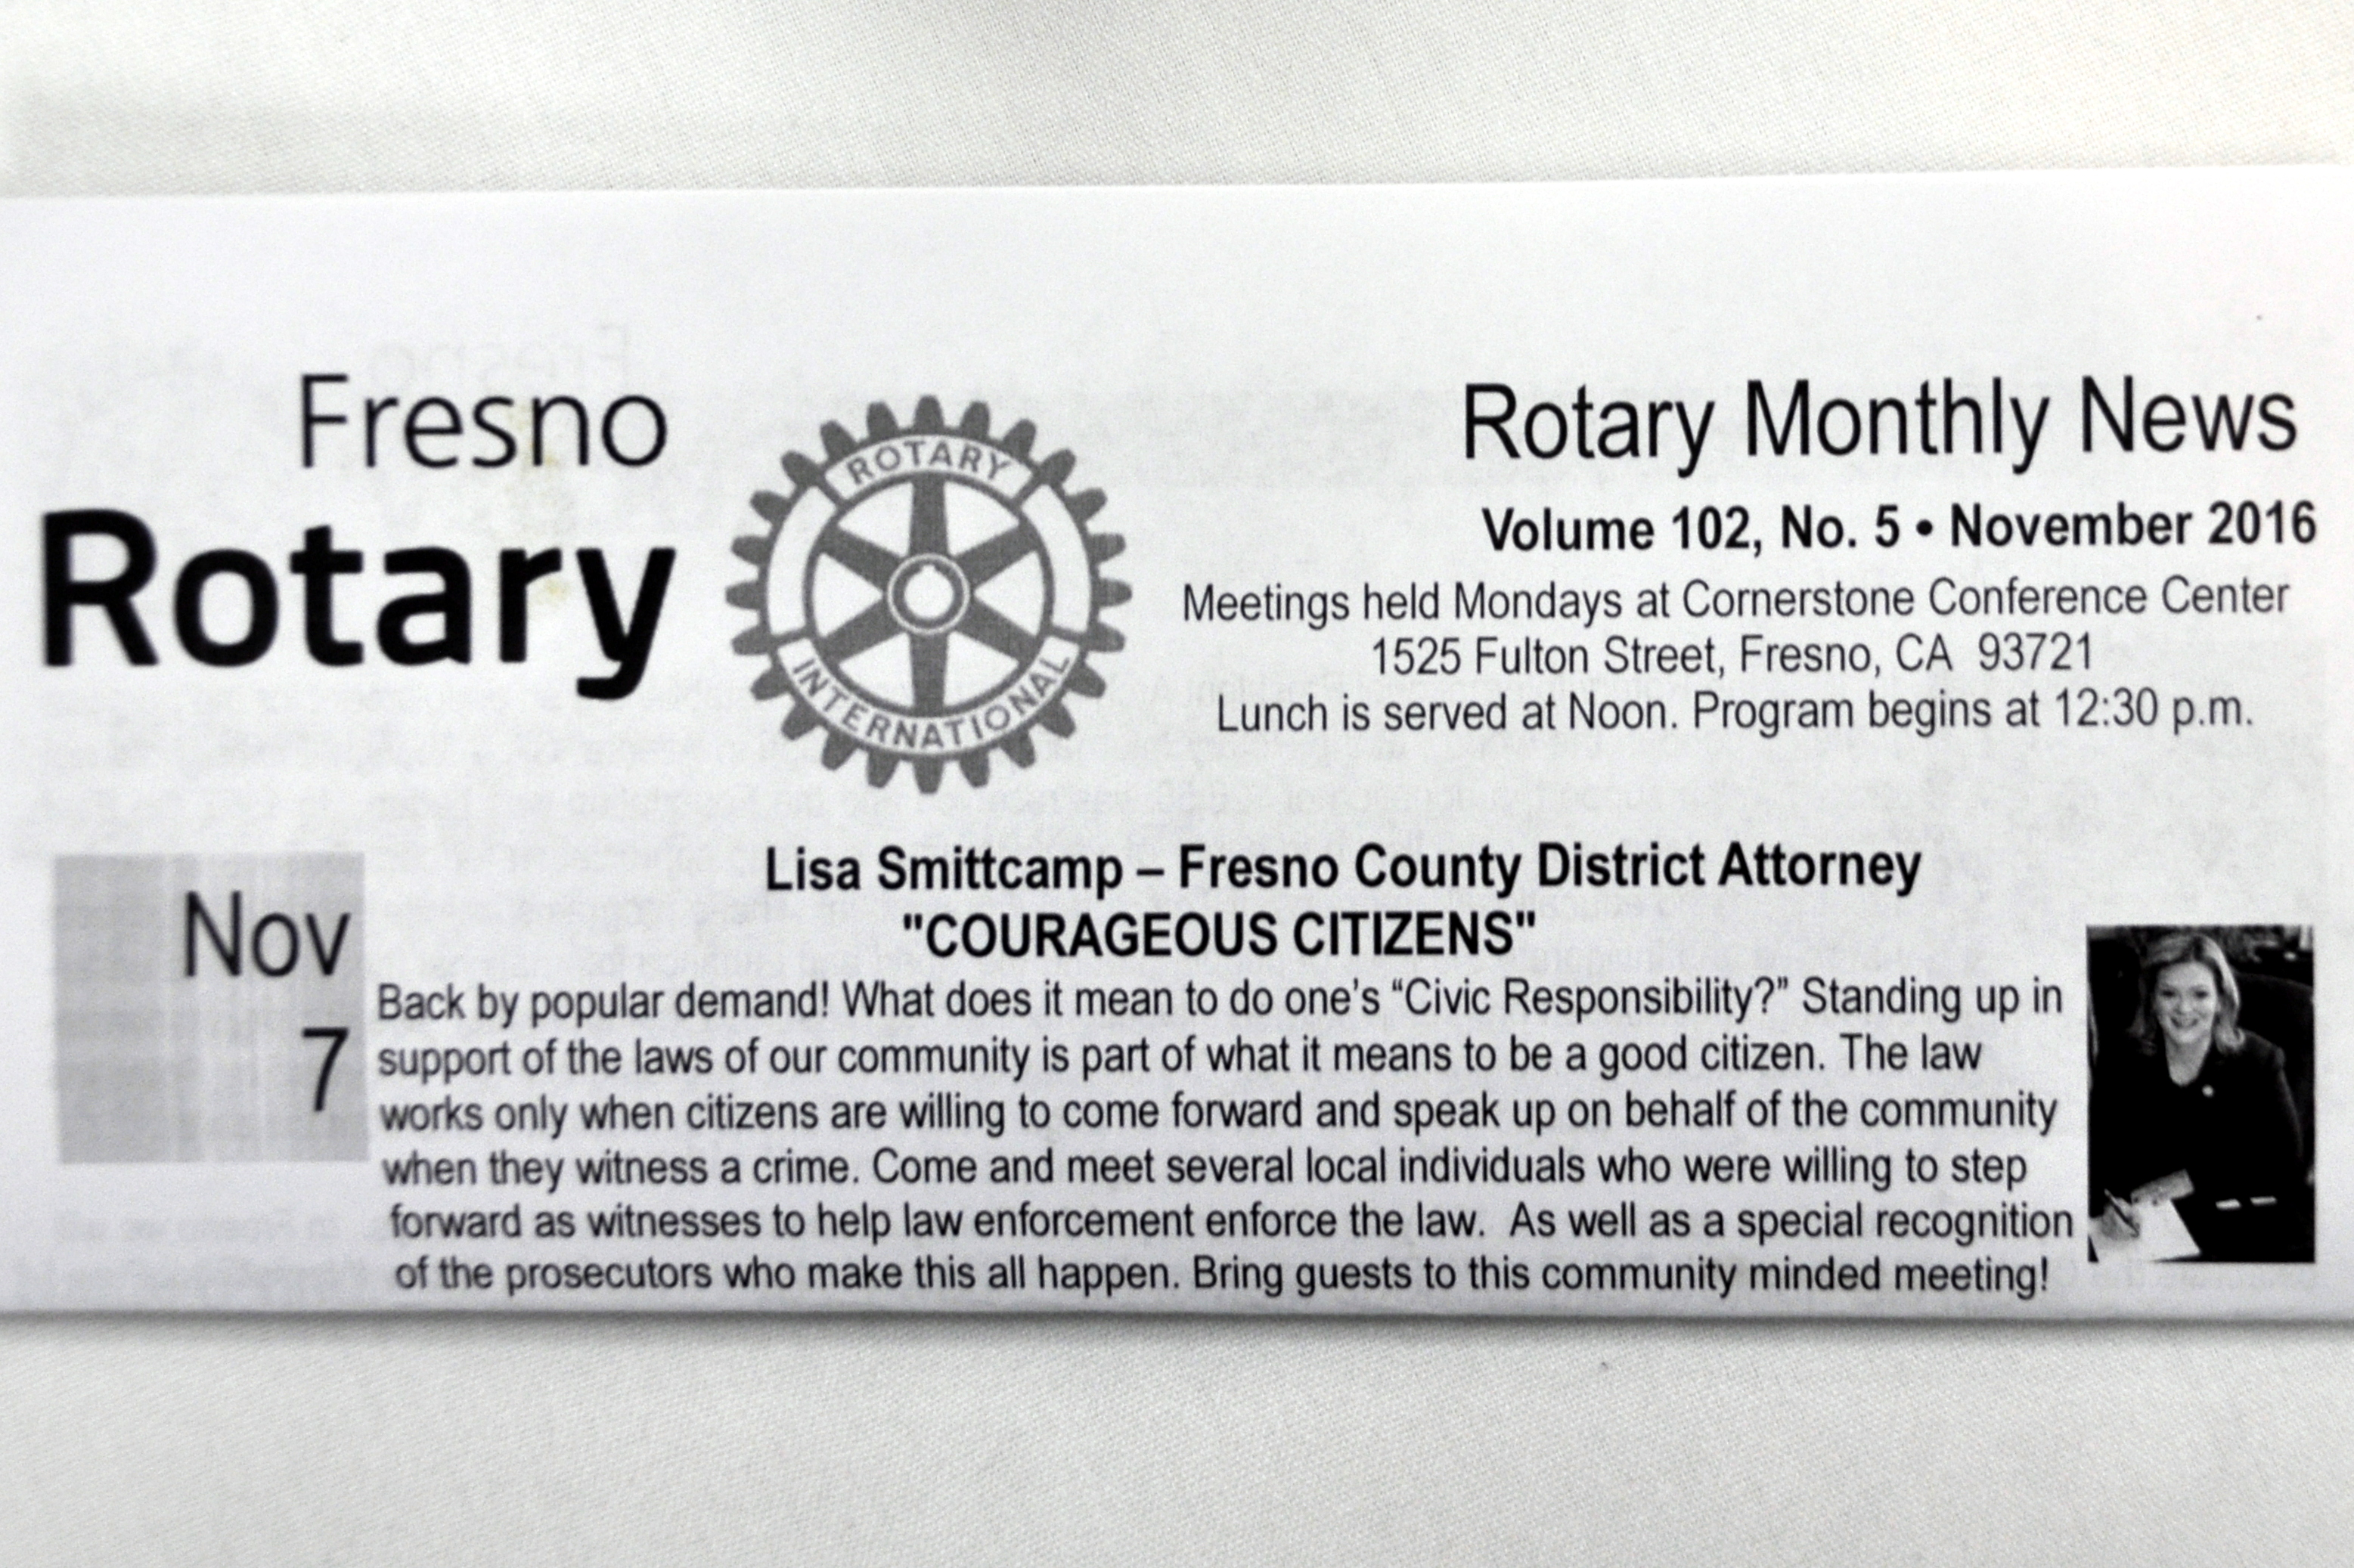 Fresno
Rotary
ROTARY
INTERNATIONAL
Rotary Monthly News
Volume 102, No. 5 • November 2016
Meetings held Mondays at Cornerstone Conference Center
1525 Fulton Street, Fresno, CA  93721
Lunch is served at Noon. Program begins at 12:30 p.m.
Nov
7
Lisa Smittcamp – Fresno County District Attorney
"COURAGEOUS CITIZENS"
Back by popular demand! What does it mean to do one’s “Civic Responsibility?” Standing up in
support of the laws of our community is part of what it means to be a good citizen. The law
works only when citizens are willing to come forward and speak up on behalf of the community
when they witness a crime. Come and meet several local individuals who were willing to step
forward as witnesses to help law enforcement enforce the law.  As well as a special recognition
of the prosecutors who make this all happen. Bring guests to this community minded meeting!